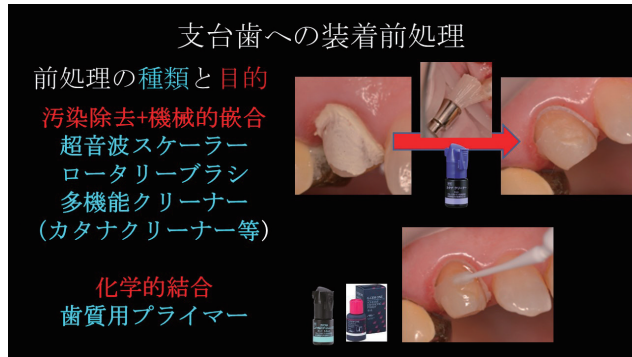 支台歯への装着前処理
前処理の種類と目的
汚染除去+機械的嵌合
超音波スケーラー
ロータリーブラシ
多機能クリーナー
(カタナクリーナー等)
化学的結合
歯質用プライマー